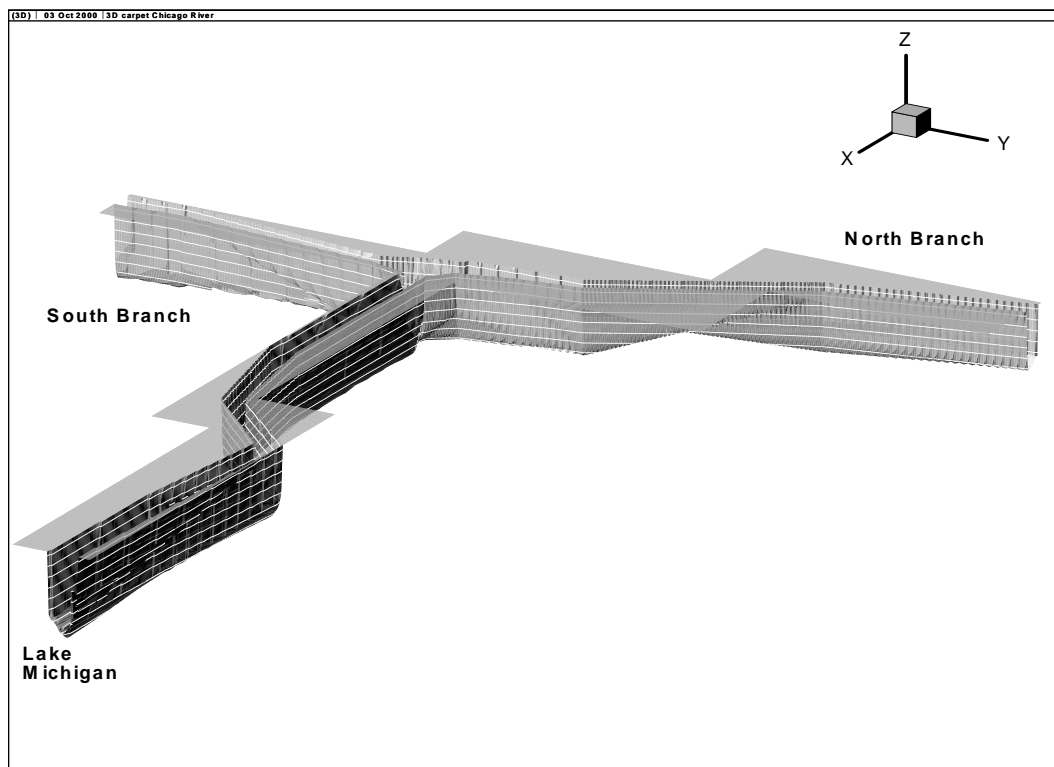 (3D) | 03 Oct 2000 | 3D carpet Chicago River
Z
X
Y
North Branch
South Branch
Lake
Michigan